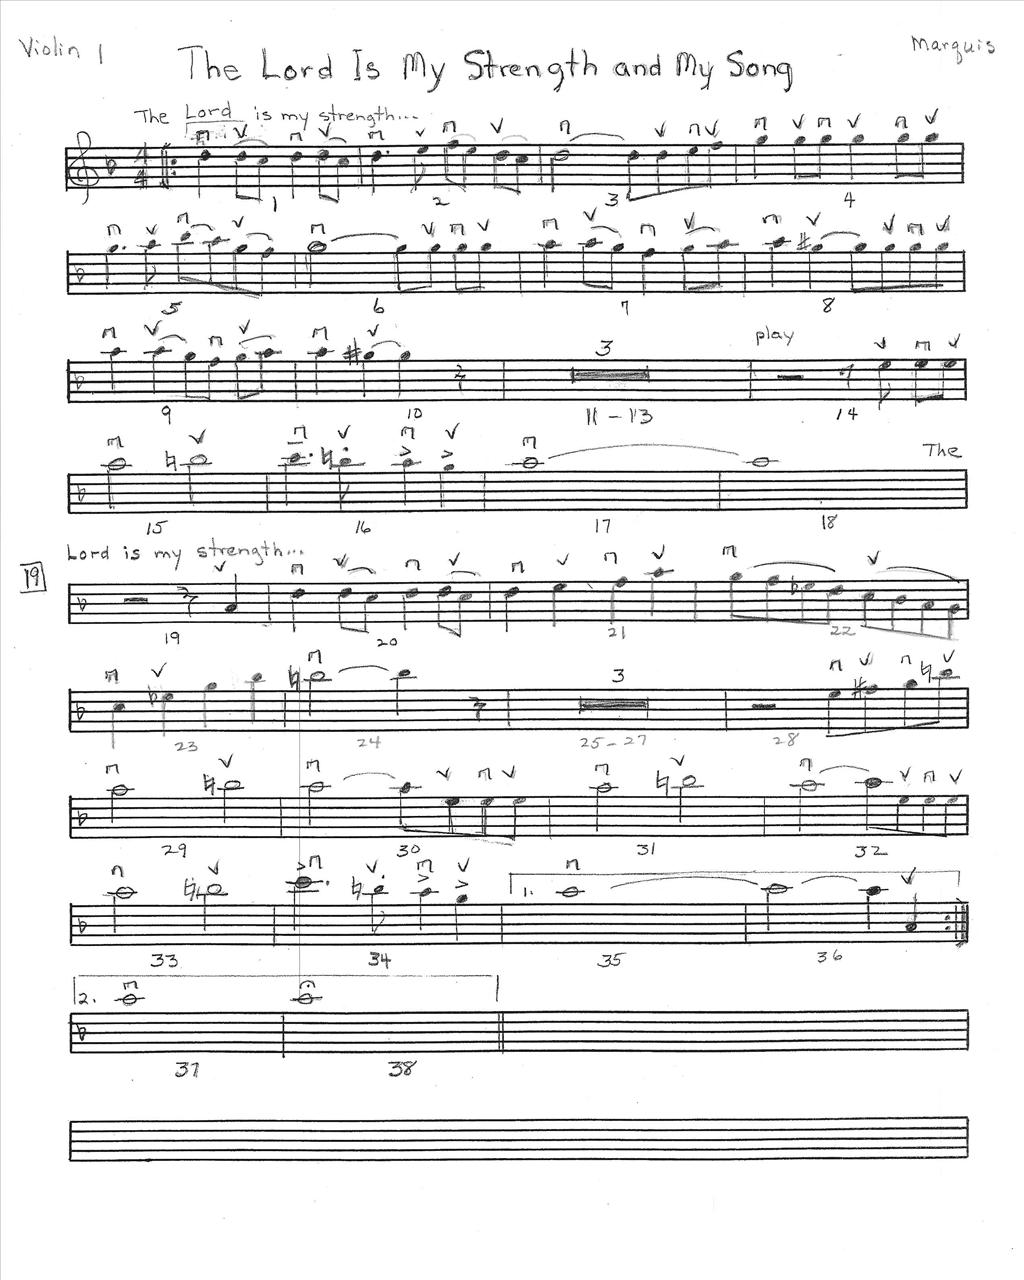 Violin 1
The Lord Is My Strength and My Song
Marquis
The Lord is my strength...
4
4
1 2 3 4
5 6 7 8
3
play
9 10 11 - 13 14
The
15 16 17 18
Lord is my strength...
19
19 20 21 22
3
23 24 25 - 27 28
29 30 31 32
1.
33 34 35 36
2.
37 38